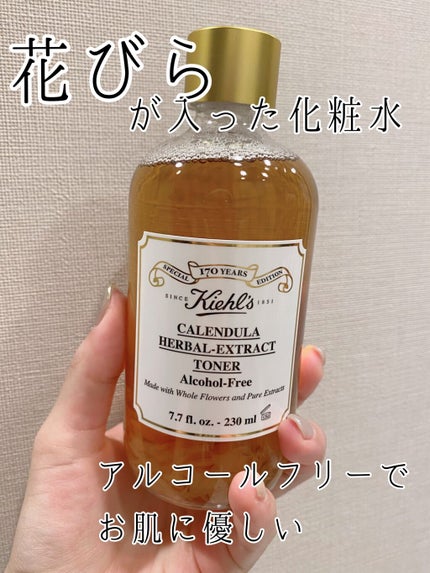 花びら
が入った化粧水
SPECIAL 170 YEARS EDITION
SINCE Kiehl's 1851
CALENDULA
HERBAL-EXTRACT
TONER
Alcohol-Free
Made with Whole Flowers and Pure Extracts
7.7 fl. oz. - 230 ml
アルコールフリーで
お肌に優しい